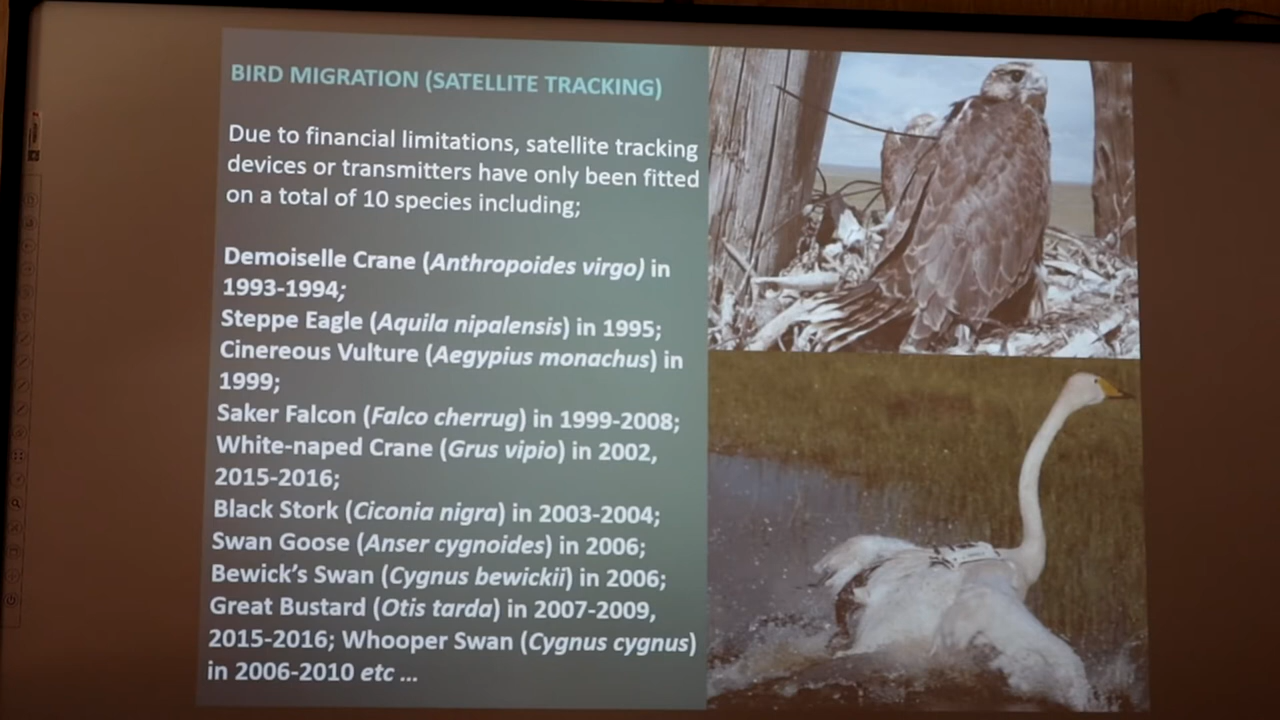 BIRD MIGRATION (SATELLITE TRACKING)
Due to financial limitations, satellite tracking
devices or transmitters have only been fitted
on a total of 10 species including;
Demoiselle Crane (Anthropoides virgo) in
1993-1994;
Steppe Eagle (Aquila nipalensis) in 1995;
Cinereous Vulture (Aegypius monachus) in
1999;
Saker Falcon (Falco cherrug) in 1999-2008;
White-naped Crane (Grus vipio) in 2002,
2015-2016;
Black Stork (Ciconia nigra) in 2003-2004;
Swan Goose (Anser cygnoides) in 2006;
Bewick’s Swan (Cygnus bewickii) in 2006;
Great Bustard (Otis tarda) in 2007-2009,
2015-2016; Whooper Swan (Cygnus cygnus)
in 2006-2010 etc ...